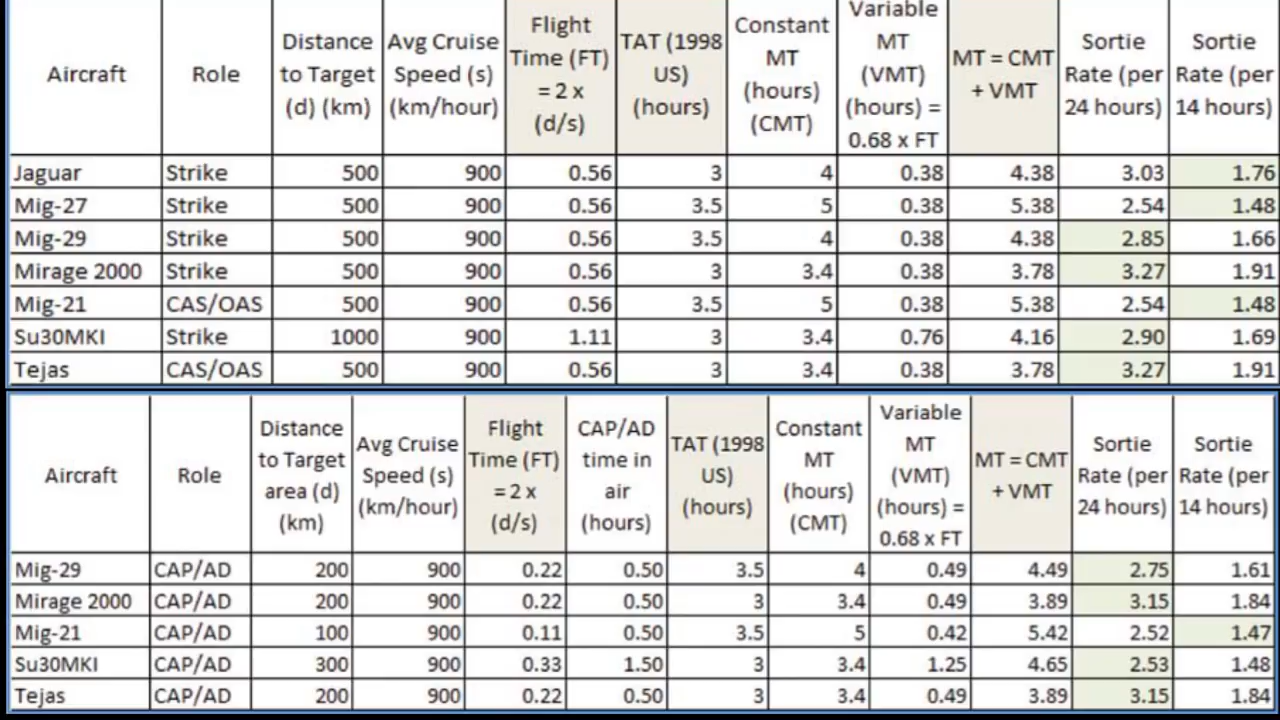 Aircraft Role Distance to Target (d) (km) Avg Cruise Speed (s) (km/hour) Flight Time (FT) = 2 x (d/s) TAT (1998 US) (hours) Constant MT (hours) (CMT) Variable MT (VMT) (hours) = 0.68 x FT MT = CMT + VMT Sortie Rate (per 24 hours) Sortie Rate (per 14 hours)
Jaguar Strike 500 900 0.56 3 4 0.38 4.38 3.03 1.76
Mig-27 Strike 500 900 0.56 3.5 5 0.38 5.38 2.54 1.48
Mig-29 Strike 500 900 0.56 3.5 4 0.38 4.38 2.85 1.66
Mirage 2000 Strike 500 900 0.56 3 3.4 0.38 3.78 3.27 1.91
Mig-21 CAS/OAS 500 900 0.56 3.5 5 0.38 5.38 2.54 1.48
Su30MKI Strike 1000 900 1.11 3 3.4 0.76 4.16 2.90 1.69
Tejas CAS/OAS 500 900 0.56 3 3.4 0.38 3.78 3.27 1.91
Aircraft Role Distance to Target area (d) (km) Avg Cruise Speed (s) (km/hour) Flight Time (FT) = 2 x (d/s) CAP/AD time in air (hours) TAT (1998 US) (hours) Constant MT (hours) (CMT) Variable MT (VMT) (hours) = 0.68 x FT MT = CMT + VMT Sortie Rate (per 24 hours) Sortie Rate (per 14 hours)
Mig-29 CAP/AD 200 900 0.22 0.50 3.5 4 0.49 4.49 2.75 1.61
Mirage 2000 CAP/AD 200 900 0.22 0.50 3 3.4 0.49 3.89 3.15 1.84
Mig-21 CAP/AD 100 900 0.11 0.50 3.5 5 0.42 5.42 2.52 1.47
Su30MKI CAP/AD 300 900 0.33 1.50 3 3.4 1.25 4.65 2.53 1.48
Tejas CAP/AD 200 900 0.22 0.50 3 3.4 0.49 3.89 3.15 1.84